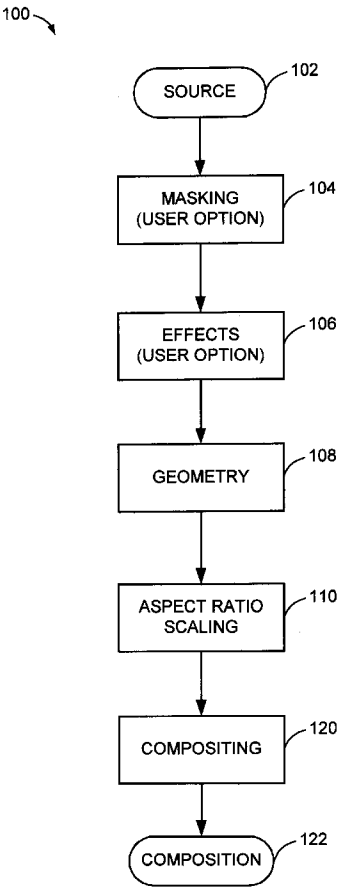 100
102
SOURCE
104
MASKING
(USER OPTION)
106
EFFECTS
(USER OPTION)
108
GEOMETRY
110
ASPECT RATIO
SCALING
120
COMPOSITING
122
COMPOSITION